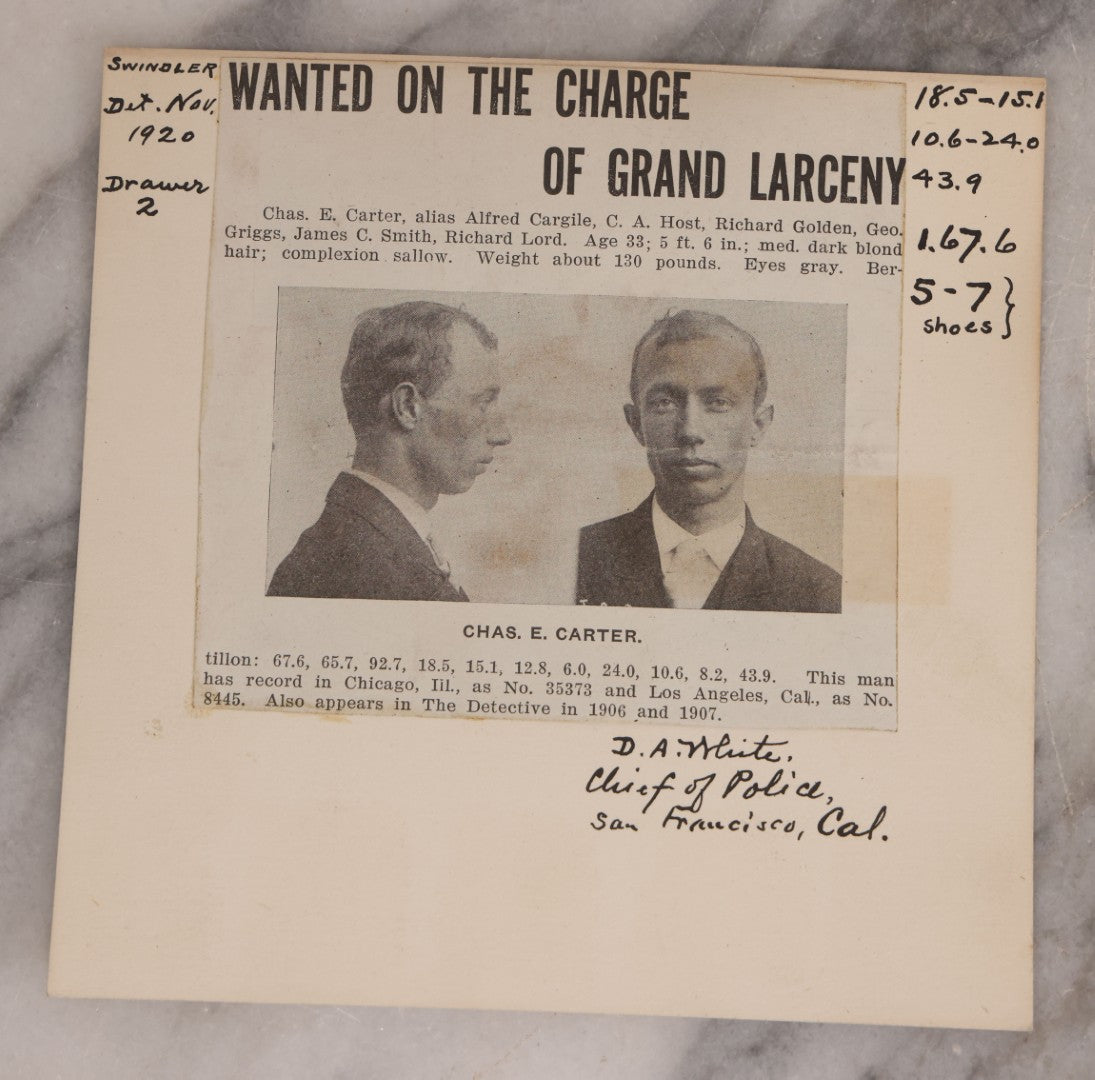 SWINDLER
Det. Nov.
1920
Drawer
2
WANTED ON THE CHARGE
OF GRAND LARCENY
Chas. E. Carter, alias Alfred Cargile, C. A. Host, Richard Golden, Geo.
Griggs, James C. Smith, Richard Lord. Age 33; 5 ft. 6 in.; med. dark blond
hair; complexion sallow. Weight about 130 pounds. Eyes gray. Ber-
18.5-15.1
10.6-24.0
43.9
1.67.6
5-7}
shoes
CHAS. E. CARTER.
tillon: 67.6, 65.7, 92.7, 18.5, 15.1, 12.8, 6.0, 24.0, 10.6, 8.2, 43.9. This man
has record in Chicago, Ill., as No. 35373 and Los Angeles, Cal., as No.
8445. Also appears in The Detective in 1906 and 1907.
D.A. White,
Chief of Police,
San Francisco, Cal.